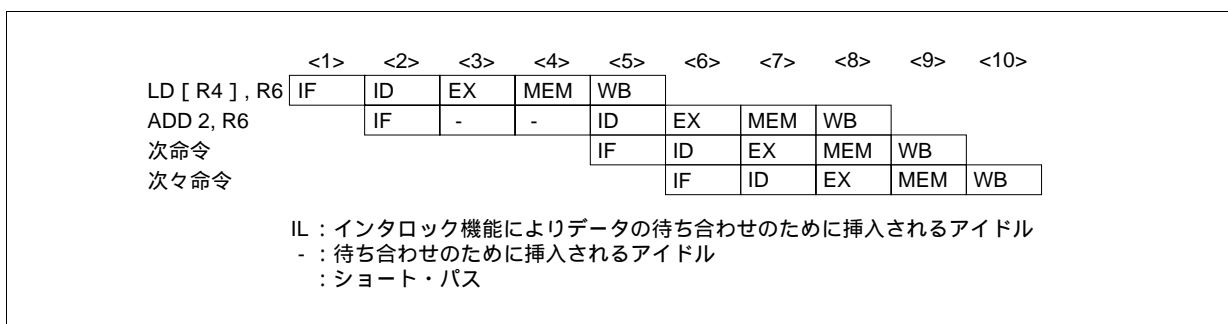 <1> <2> <3> <4> <5> <6> <7> <8> <9> <10>
LD [ R4 ] , R6 IF ID EX MEM WB
ADD 2, R6 IF - - ID EX MEM WB
次命令 IF ID EX MEM WB
次々命令 IF ID EX MEM WB
IL : インタロック機能によりデータの待ち合わせのために挿入されるアイドル
- : 待ち合わせのために挿入されるアイドル
: ショート・パス